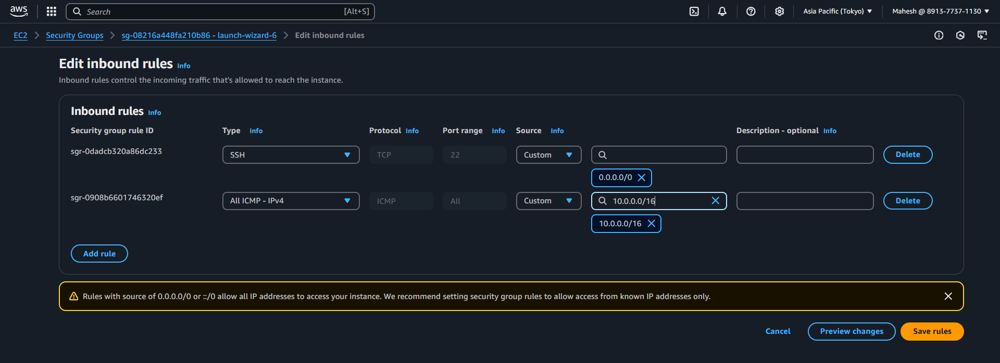 aws Search [Alt+S] Asia Pacific (Tokyo) Mahesh @ 8913-7737-1130
EC2 Security Groups sg-08216a448fa210b86 - launch-wizard-6 Edit inbound rules
Edit inbound rules Info
Inbound rules control the incoming traffic that's allowed to reach the instance.
Inbound rules Info
Security group rule ID Type Info Protocol Info Port range Info Source Info Description - optional Info
sgr-0dadcb320a86dc233 SSH TCP 22 Custom Delete
0.0.0.0/0
sgr-0908b6601746320ef All ICMP - IPv4 ICMP All Custom 10.0.0.0/16 Delete
10.0.0.0/16
Add rule
Rules with source of 0.0.0.0/0 or ::/0 allow all IP addresses to access your instance. We recommend setting security group rules to allow access from known IP addresses only.
Cancel Preview changes Save rules